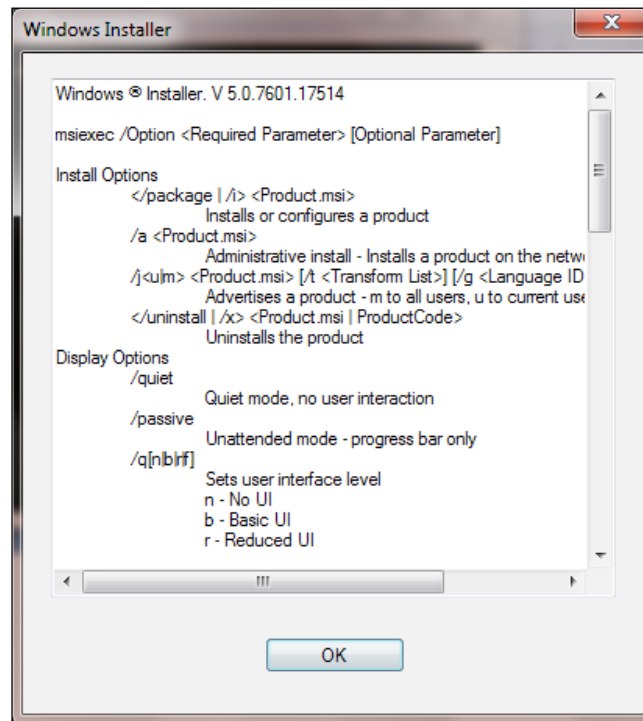 Windows Installer
Windows ® Installer. V 5.0.7601.17514
msiexec /Option <Required Parameter> [Optional Parameter]
Install Options
</package | /i> <Product.msi>
Installs or configures a product
/a <Product.msi>
Administrative install - Installs a product on the netw
/j<u|m> <Product.msi> [/t <Transform List>] [/g <Language ID
Advertises a product - m to all users, u to current use
</uninstall | /x> <Product.msi | ProductCode>
Uninstalls the product
Display Options
/quiet
Quiet mode, no user interaction
/passive
Unattended mode - progress bar only
/q[n|b|r|f]
Sets user interface level
n - No UI
b - Basic UI
r - Reduced UI
OK